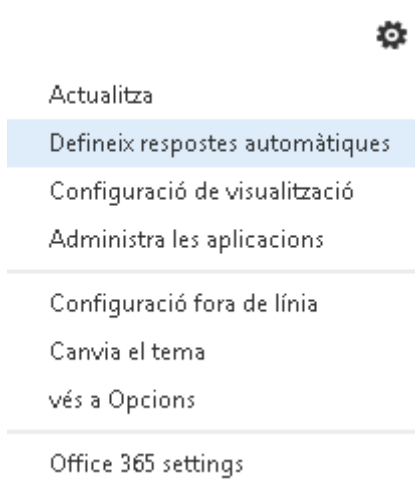 Actualitza
Defineix respostes automàtiques
Configuració de visualització
Administra les aplicacions
Configuració fora de línia
Canvia el tema
vés a Opcions
Office 365 settings